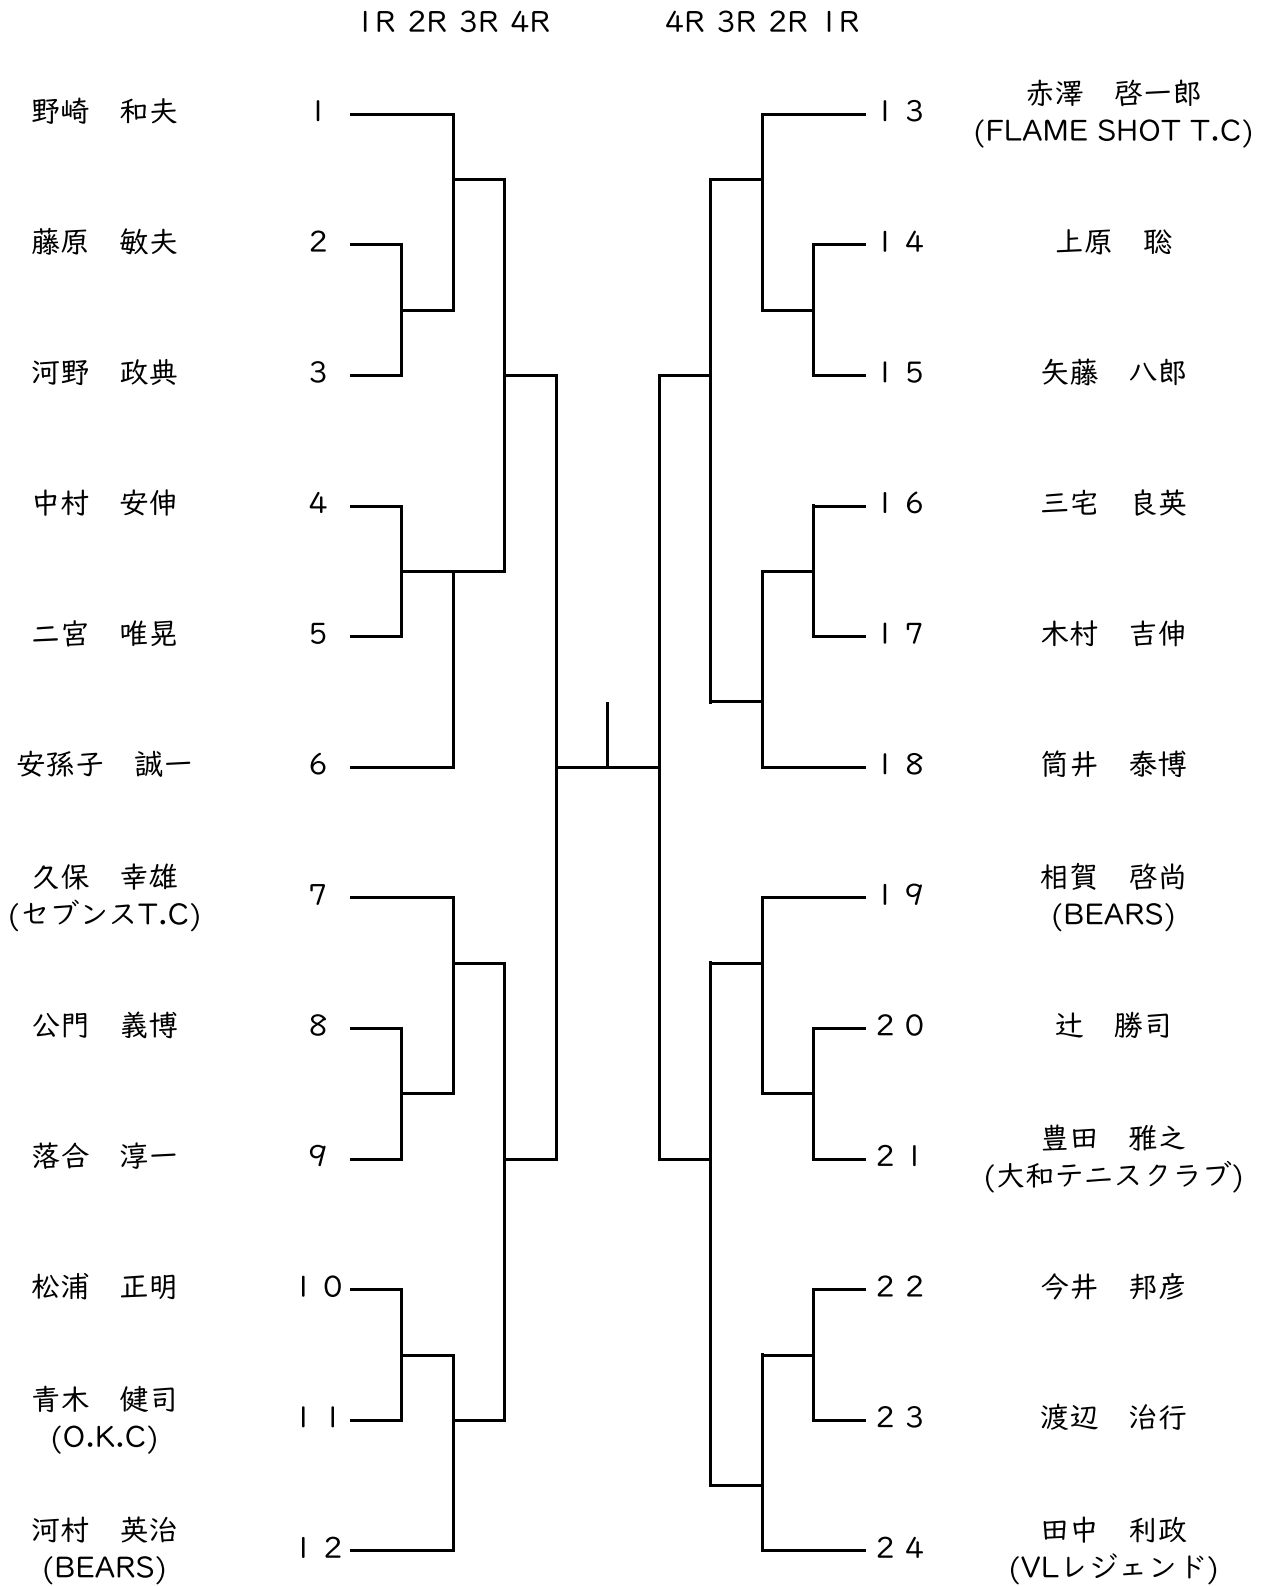 1R 2R 3R 4R
4R 3R 2R 1R
野崎　和夫 1
藤原　敏夫 2
河野　政典 3
中村　安伸 4
二宮　唯晃 5
安孫子　誠一 6
久保　幸雄 7
(セブンスT.C)
公門　義博 8
落合　淳一 9
松浦　正明 10
青木　健司 11
(O.K.C)
河村　英治 12
(BEARS)
13 赤澤　啓一郎
(FLAME SHOT T.C)
14 上原　聡
15 矢藤　八郎
16 三宅　良英
17 木村　吉伸
18 筒井　泰博
19 相賀　啓尚
(BEARS)
20 辻　勝司
21 豊田　雅之
(大和テニスクラブ)
22 今井　邦彦
23 渡辺　治行
24 田中　利政
(VLレジェンド)